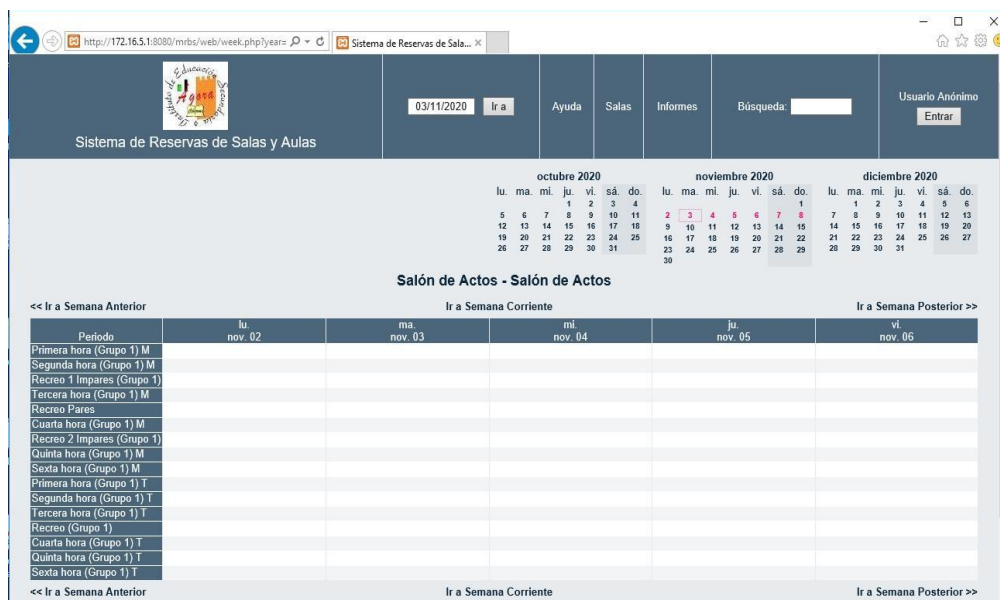 http://172.16.5.1:8080/mrbs/web/week.php?year=
Sistema de Reservas de Sala...
Agora
Sistema de Reservas de Salas y Aulas
03/11/2020 Ir a Ayuda Salas Informes Búsqueda:
Usuario Anónimo
Entrar
octubre 2020
lu. ma. mi. ju. vi. sá. do.
1 2 3 4
5 6 7 8 9 10 11
12 13 14 15 16 17 18
19 20 21 22 23 24 25
26 27 28 29 30 31
noviembre 2020
lu. ma. mi. ju. vi. sá. do.
1
2 3 4 5 6 7 8
9 10 11 12 13 14 15
16 17 18 19 20 21 22
23 24 25 26 27 28 29
30
diciembre 2020
lu. ma. mi. ju. vi. sá. do.
1 2 3 4 5 6
7 8 9 10 11 12 13
14 15 16 17 18 19 20
21 22 23 24 25 26 27
28 29 30 31
Salón de Actos - Salón de Actos
<< Ir a Semana Anterior Ir a Semana Corriente Ir a Semana Posterior >>
Periodo
lu.
nov. 02
ma.
nov. 03
mi.
nov. 04
ju.
nov. 05
vi.
nov. 06
Primera hora (Grupo 1) M
Segunda hora (Grupo 1) M
Recreo 1 Impares (Grupo 1)
Tercera hora (Grupo 1) M
Recreo Pares
Cuarta hora (Grupo 1) M
Recreo 2 Impares (Grupo 1)
Quinta hora (Grupo 1) M
Sexta hora (Grupo 1) M
Primera hora (Grupo 1) T
Segunda hora (Grupo 1) T
Tercera hora (Grupo 1) T
Recreo (Grupo 1)
Cuarta hora (Grupo 1) T
Quinta hora (Grupo 1) T
Sexta hora (Grupo 1) T
<< Ir a Semana Anterior Ir a Semana Corriente Ir a Semana Posterior >>